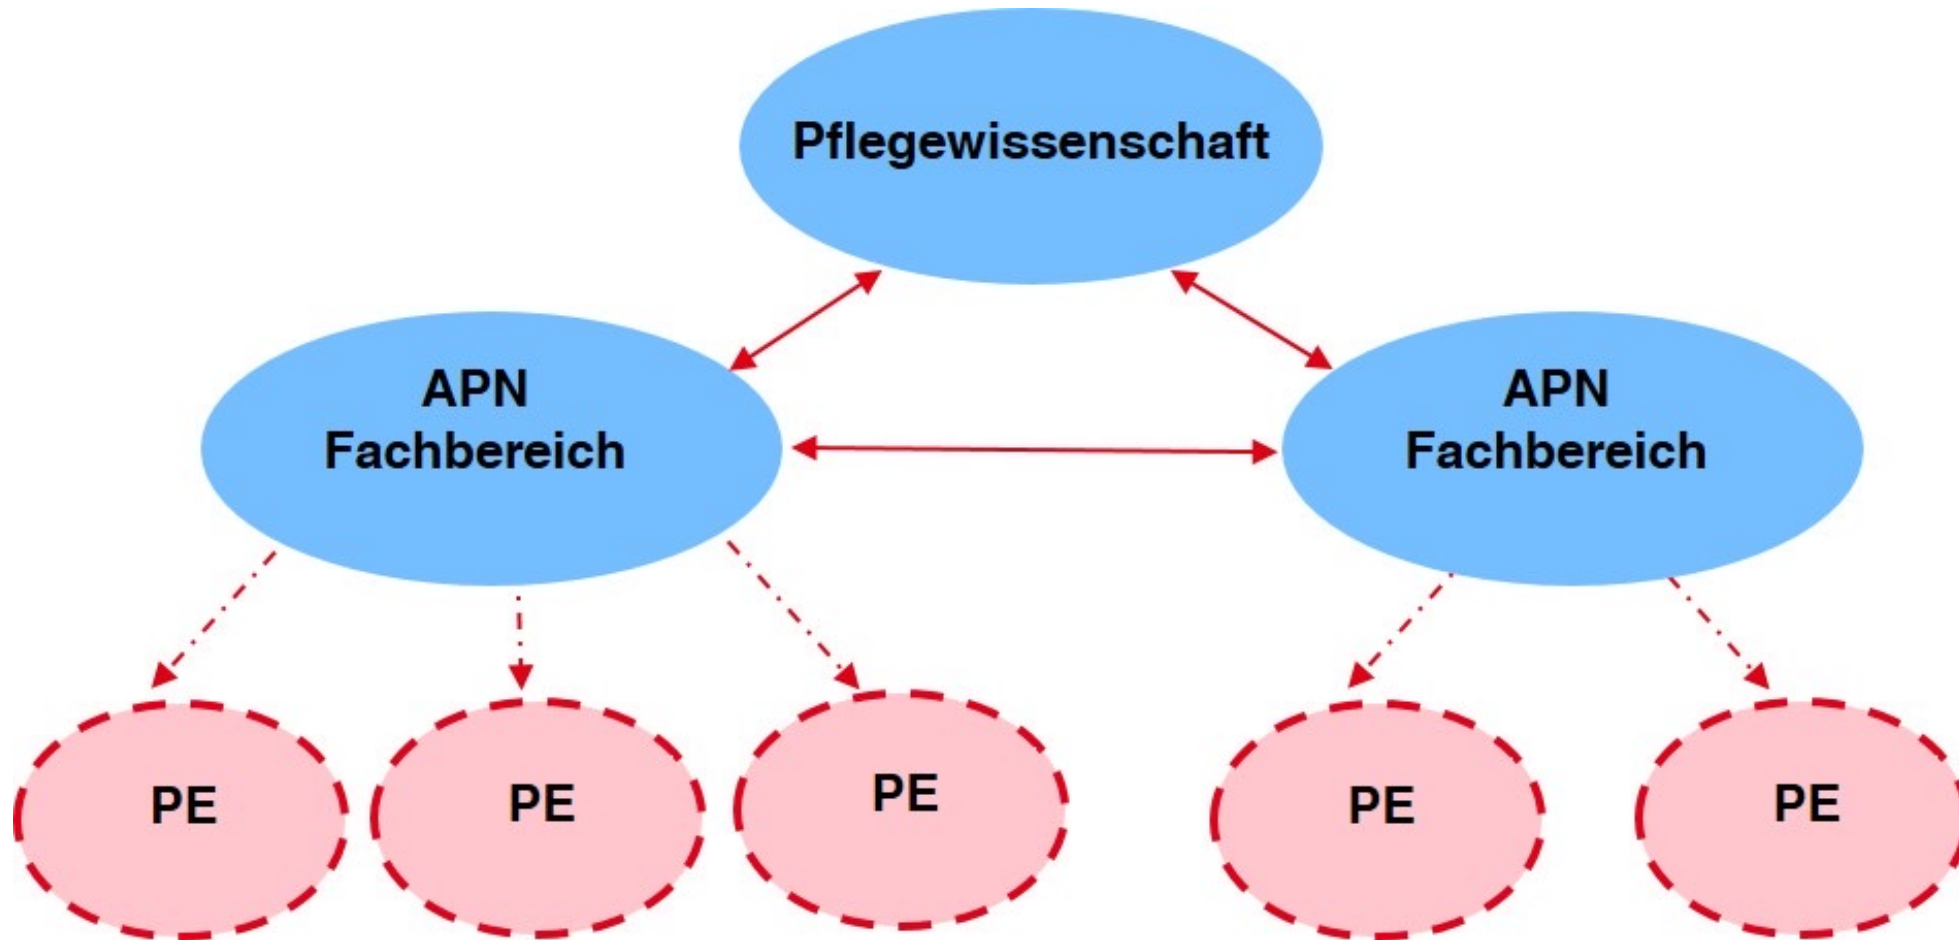 Pflegewissenschaft
APN
Fachbereich
APN
Fachbereich
PE
PE
PE
PE
PE